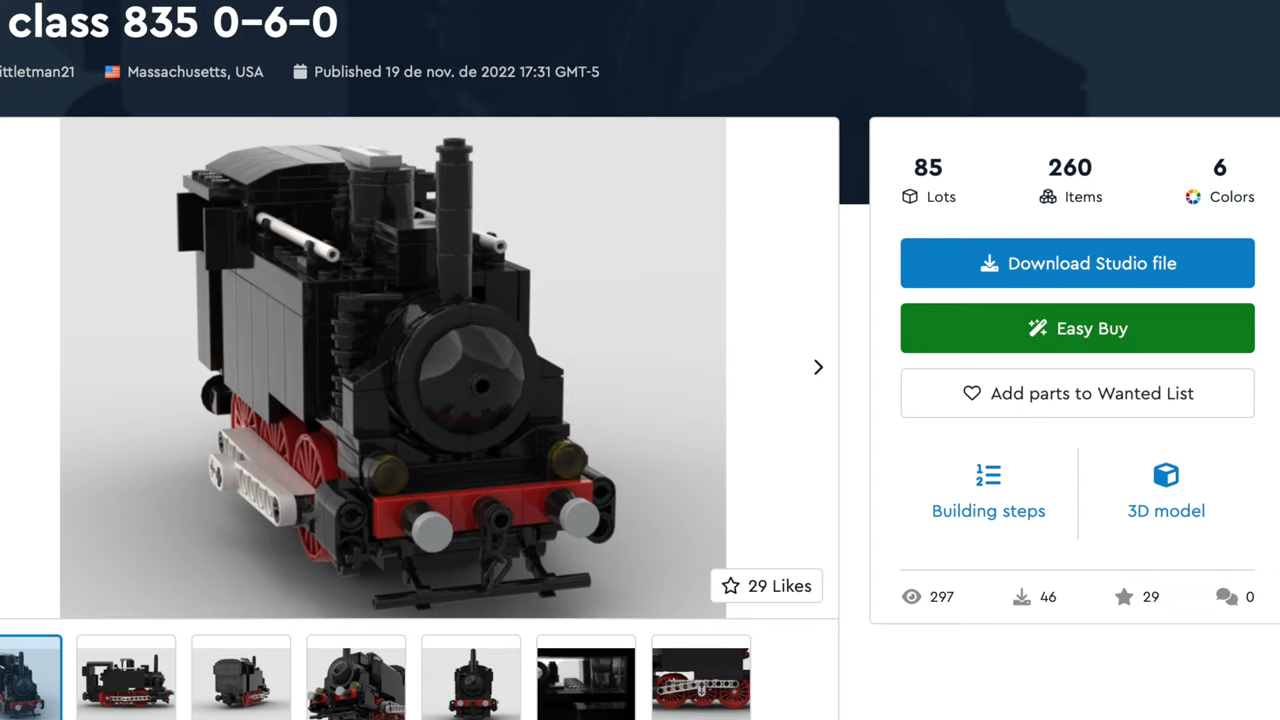 class 835 0-6-0
ittletman21 Massachusetts, USA Published 19 de nov. de 2022 17:31 GMT-5
85 260 6
Lots Items Colors
Download Studio file
Easy Buy
Add parts to Wanted List
1
2
Building steps 3D model
29 Likes
297 46 29 0